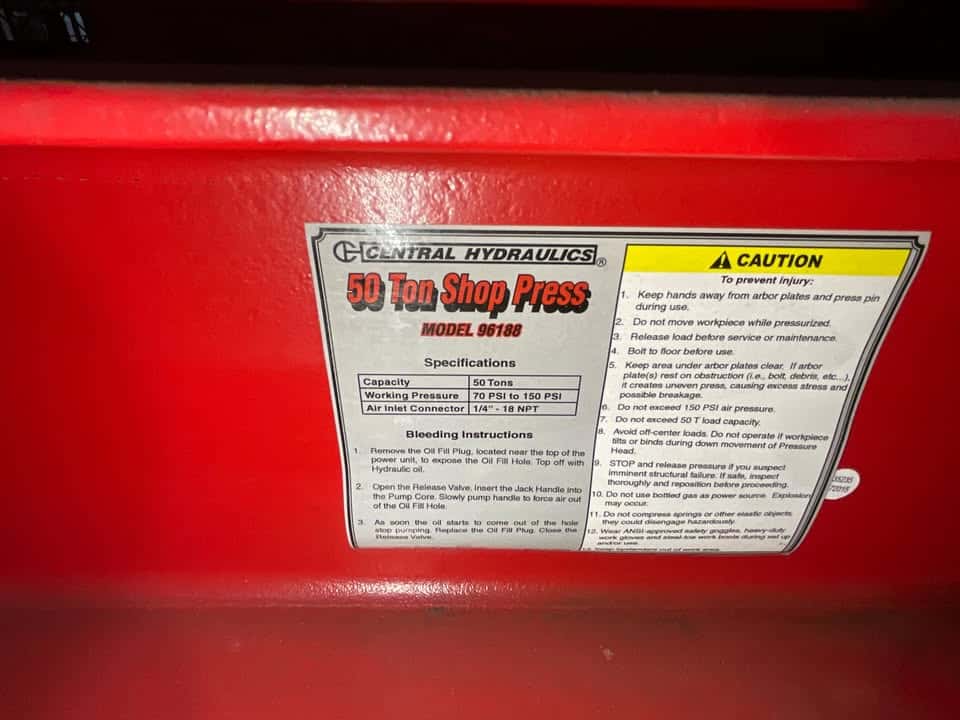 CENTRAL HYDRAULICS®
50 Ton Shop Press
MODEL 96188
Specifications
Capacity 50 Tons
Working Pressure 70 PSI to 150 PSI
Air Inlet Connector 1/4" - 18 NPT
Bleeding Instructions
1. Remove the Oil Fill Plug, located near the top of the
power unit, to expose the Oil Fill Hole. Top off with
Hydraulic oil.
2. Open the Release Valve. Insert the Jack Handle into
the Pump Core. Slowly pump handle to force air out
of the Oil Fill Hole.
3. As soon the oil starts to come out of the hole
stop pumping. Replace the Oil Fill Plug. Close the
Release Valve.
CAUTION
To prevent injury:
1. Keep hands away from arbor plates and press pin
during use.
2. Do not move workpiece while pressurized.
3. Release load before service or maintenance.
4. Bolt to floor before use.
5. Keep area under arbor plates clear. If arbor
plate(s) rest on obstruction (i.e., bolt, debris, etc...),
it creates uneven press, causing excess stress and
possible breakage.
6. Do not exceed 150 PSI air pressure.
7. Do not exceed 50 T load capacity.
8. Avoid off-center loads. Do not operate if workpiece
tilts or binds during down movement of Pressure
Head.
9. STOP and release pressure if you suspect
imminent structural failure. If safe, inspect
thoroughly and reposition before proceeding.
10. Do not use bottled gas as power source. Explosion
may occur.
11. Do not compress springs or other elastic objects,
they could disengage hazardously.
12. Wear ANSI-approved safety goggles, heavy-duty
work gloves and steel-toe work boots during set up
and/or use.